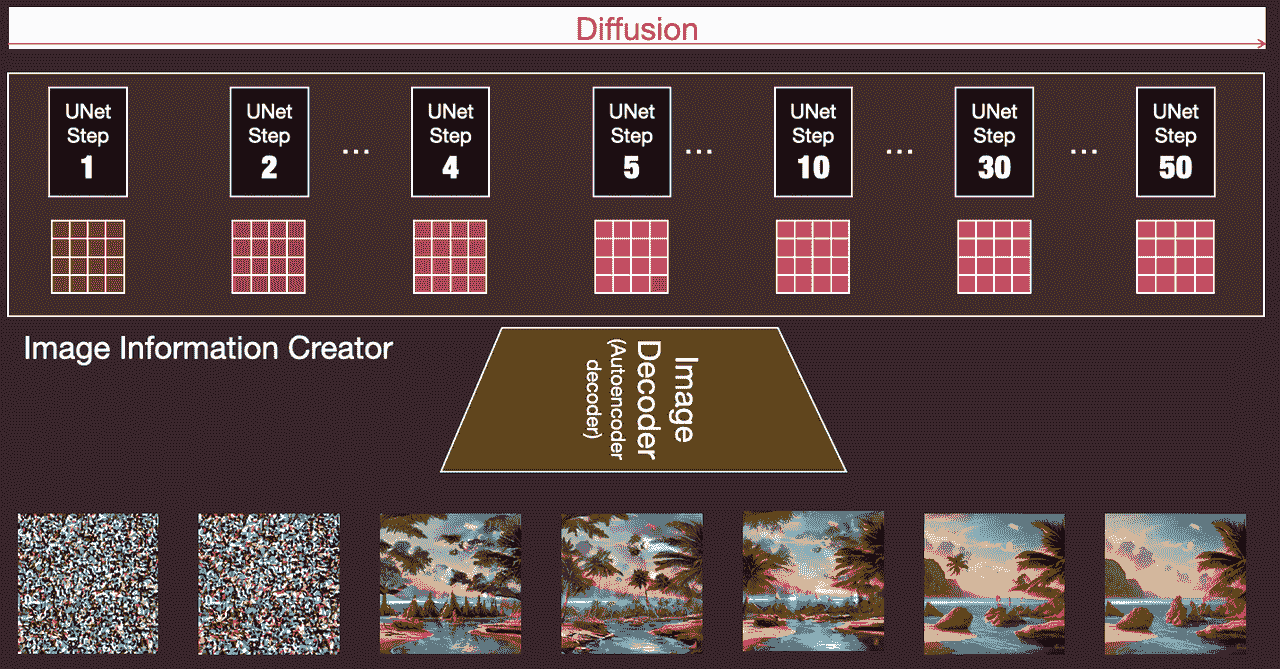 Diffusion
UNet
Step
1
UNet
Step
2
...
UNet
Step
4
UNet
Step
5
...
UNet
Step
10
...
UNet
Step
30
...
UNet
Step
50
Image Information Creator
Image
Decoder
(Autoencoder
decoder)